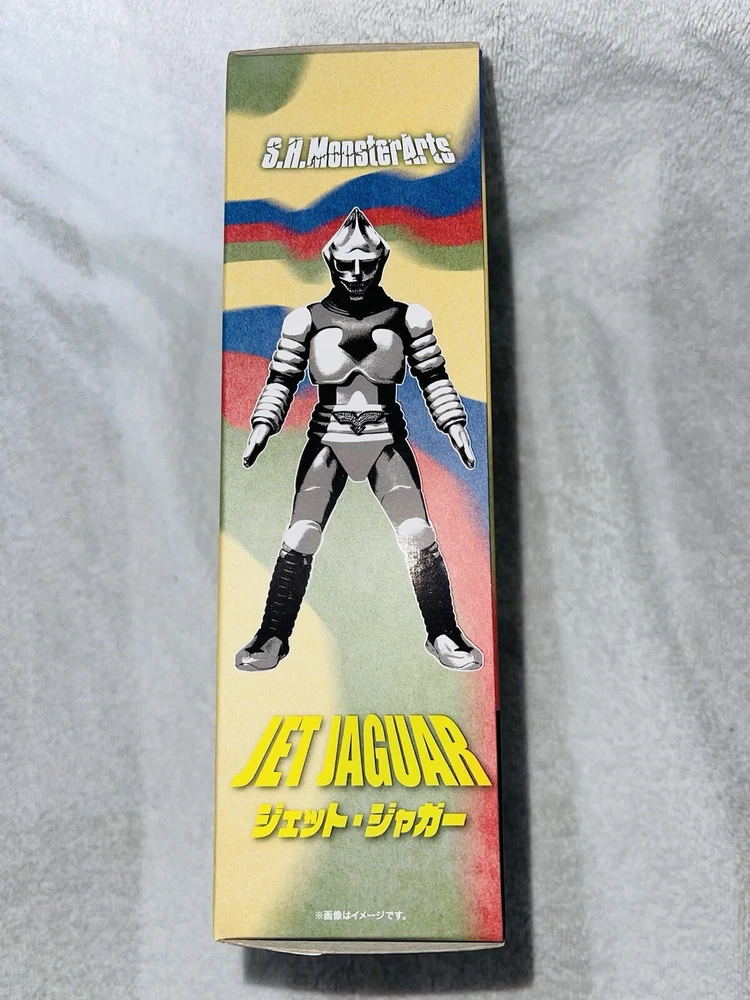 S.H.MonsterArts
JET JAGUAR
ジェット・ジャガー
※画像はイメージです。